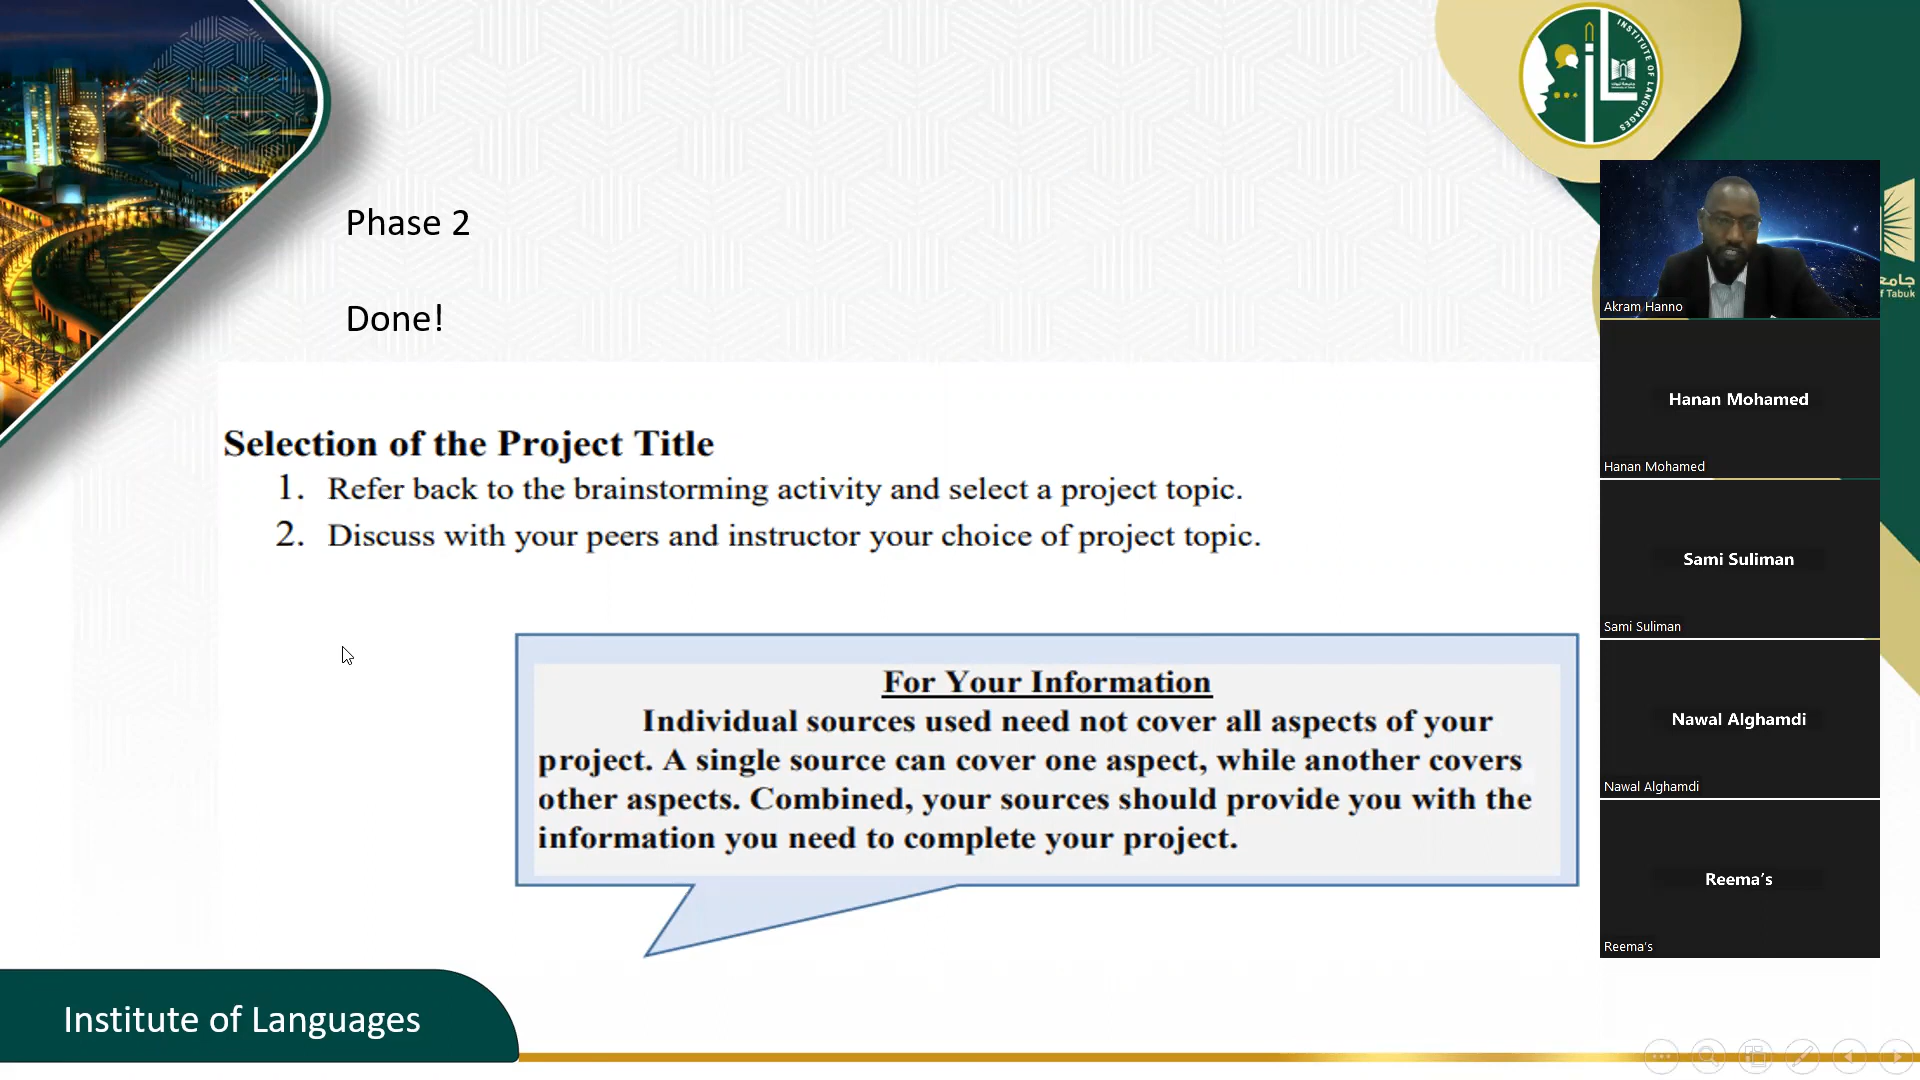 INSTITUTE OF LANGUAGES
Phase 2
Done!
Selection of the Project Title
1. Refer back to the brainstorming activity and select a project topic.
2. Discuss with your peers and instructor your choice of project topic.
For Your Information
Individual sources used need not cover all aspects of your
project. A single source can cover one aspect, while another covers
other aspects. Combined, your sources should provide you with the
information you need to complete your project.
Institute of Languages
Akram Hanno
Hanan Mohamed
Hanan Mohamed
Sami Suliman
Sami Suliman
Nawal Alghamdi
Nawal Alghamdi
Reema’s
Reema's
f Tabuk